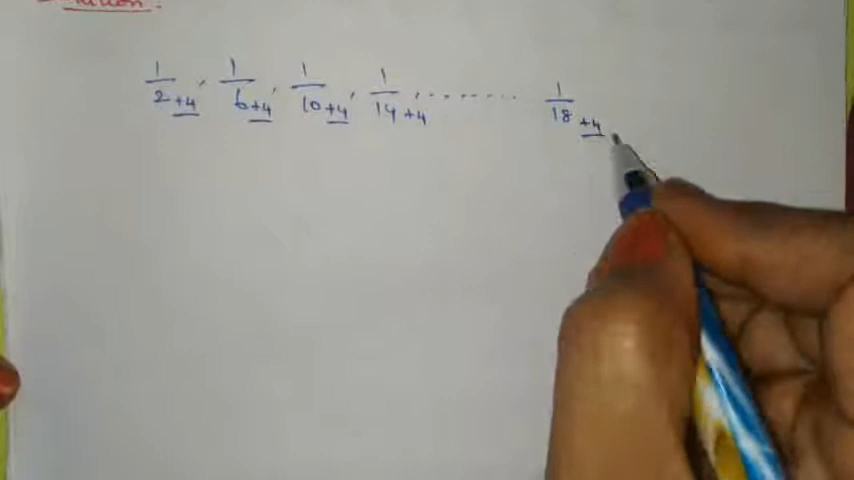 1/2+4, 1/6+4, 1/10+4, 1/14+4, ........ 1/18+4